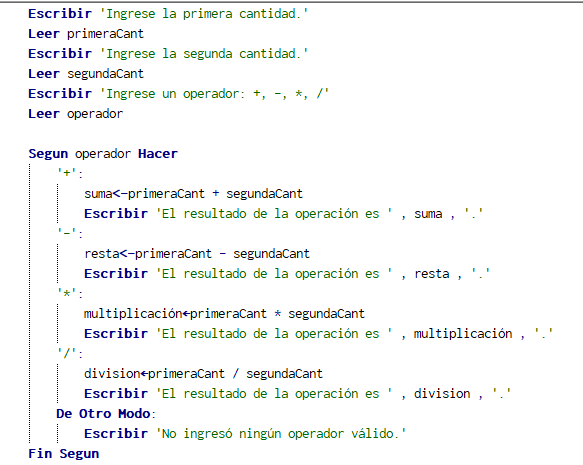 Escribir 'Ingrese la primera cantidad.'
Leer primeraCant
Escribir 'Ingrese la segunda cantidad.'
Leer segundaCant
Escribir 'Ingrese un operador: +, -, *, /'
Leer operador
Segun operador Hacer
'+':
suma<-primeraCant + segundaCant
Escribir 'El resultado de la operación es ' , suma , '.'
'-':
resta<-primeraCant - segundaCant
Escribir 'El resultado de la operación es ' , resta , '.'
'*':
multiplicación←primeraCant * segundaCant
Escribir 'El resultado de la operación es ' , multiplicación , '.'
'/':
division←primeraCant / segundaCant
Escribir 'El resultado de la operación es ' , division , '.'
De Otro Modo:
Escribir 'No ingresó ningún operador válido.'
Fin Segun